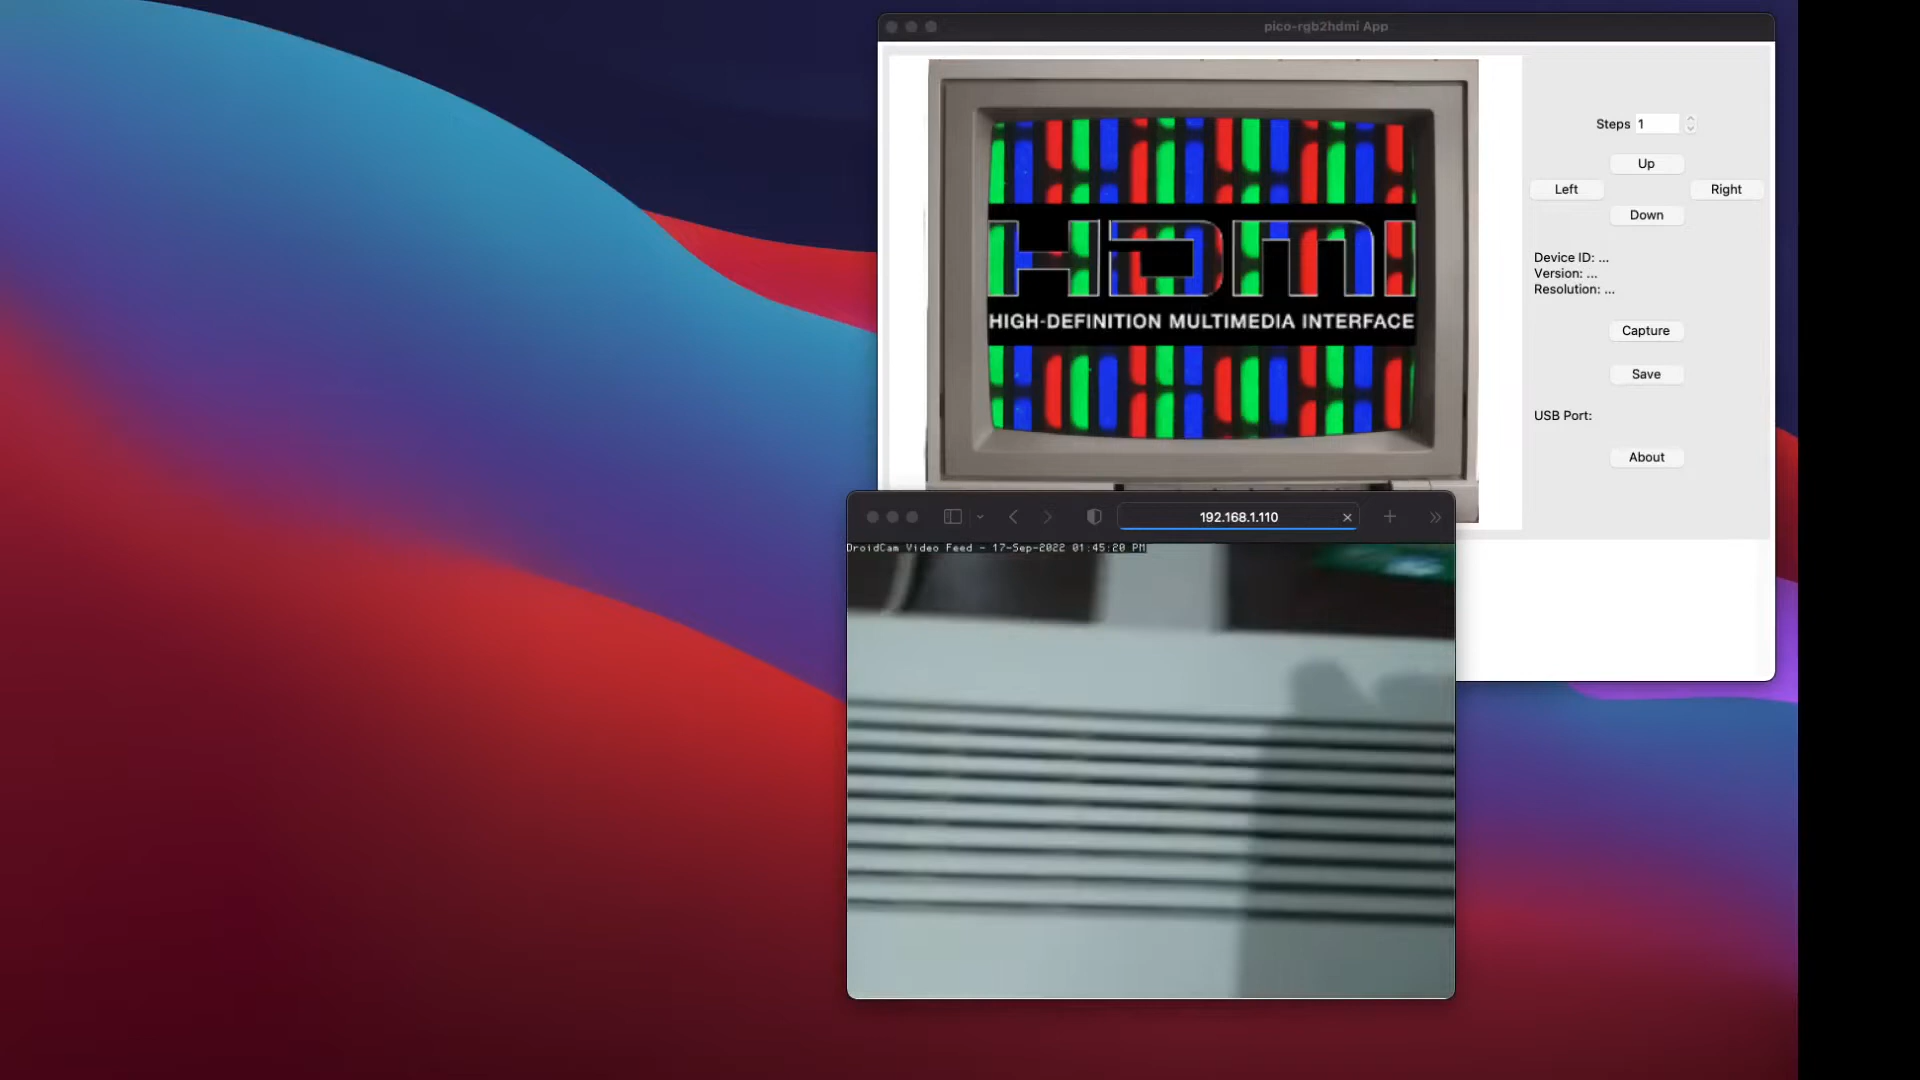 pico-rgb2hdmi App
HDMI
HIGH-DEFINITION MULTIMEDIA INTERFACE
Steps 1
Up
Left
Right
Down
Device ID: ...
Version: ...
Resolution: ...
Capture
Save
USB Port:
About
192.168.1.110
DroidCam Video Feed - 17-Sep-2022 01:45:20 PM